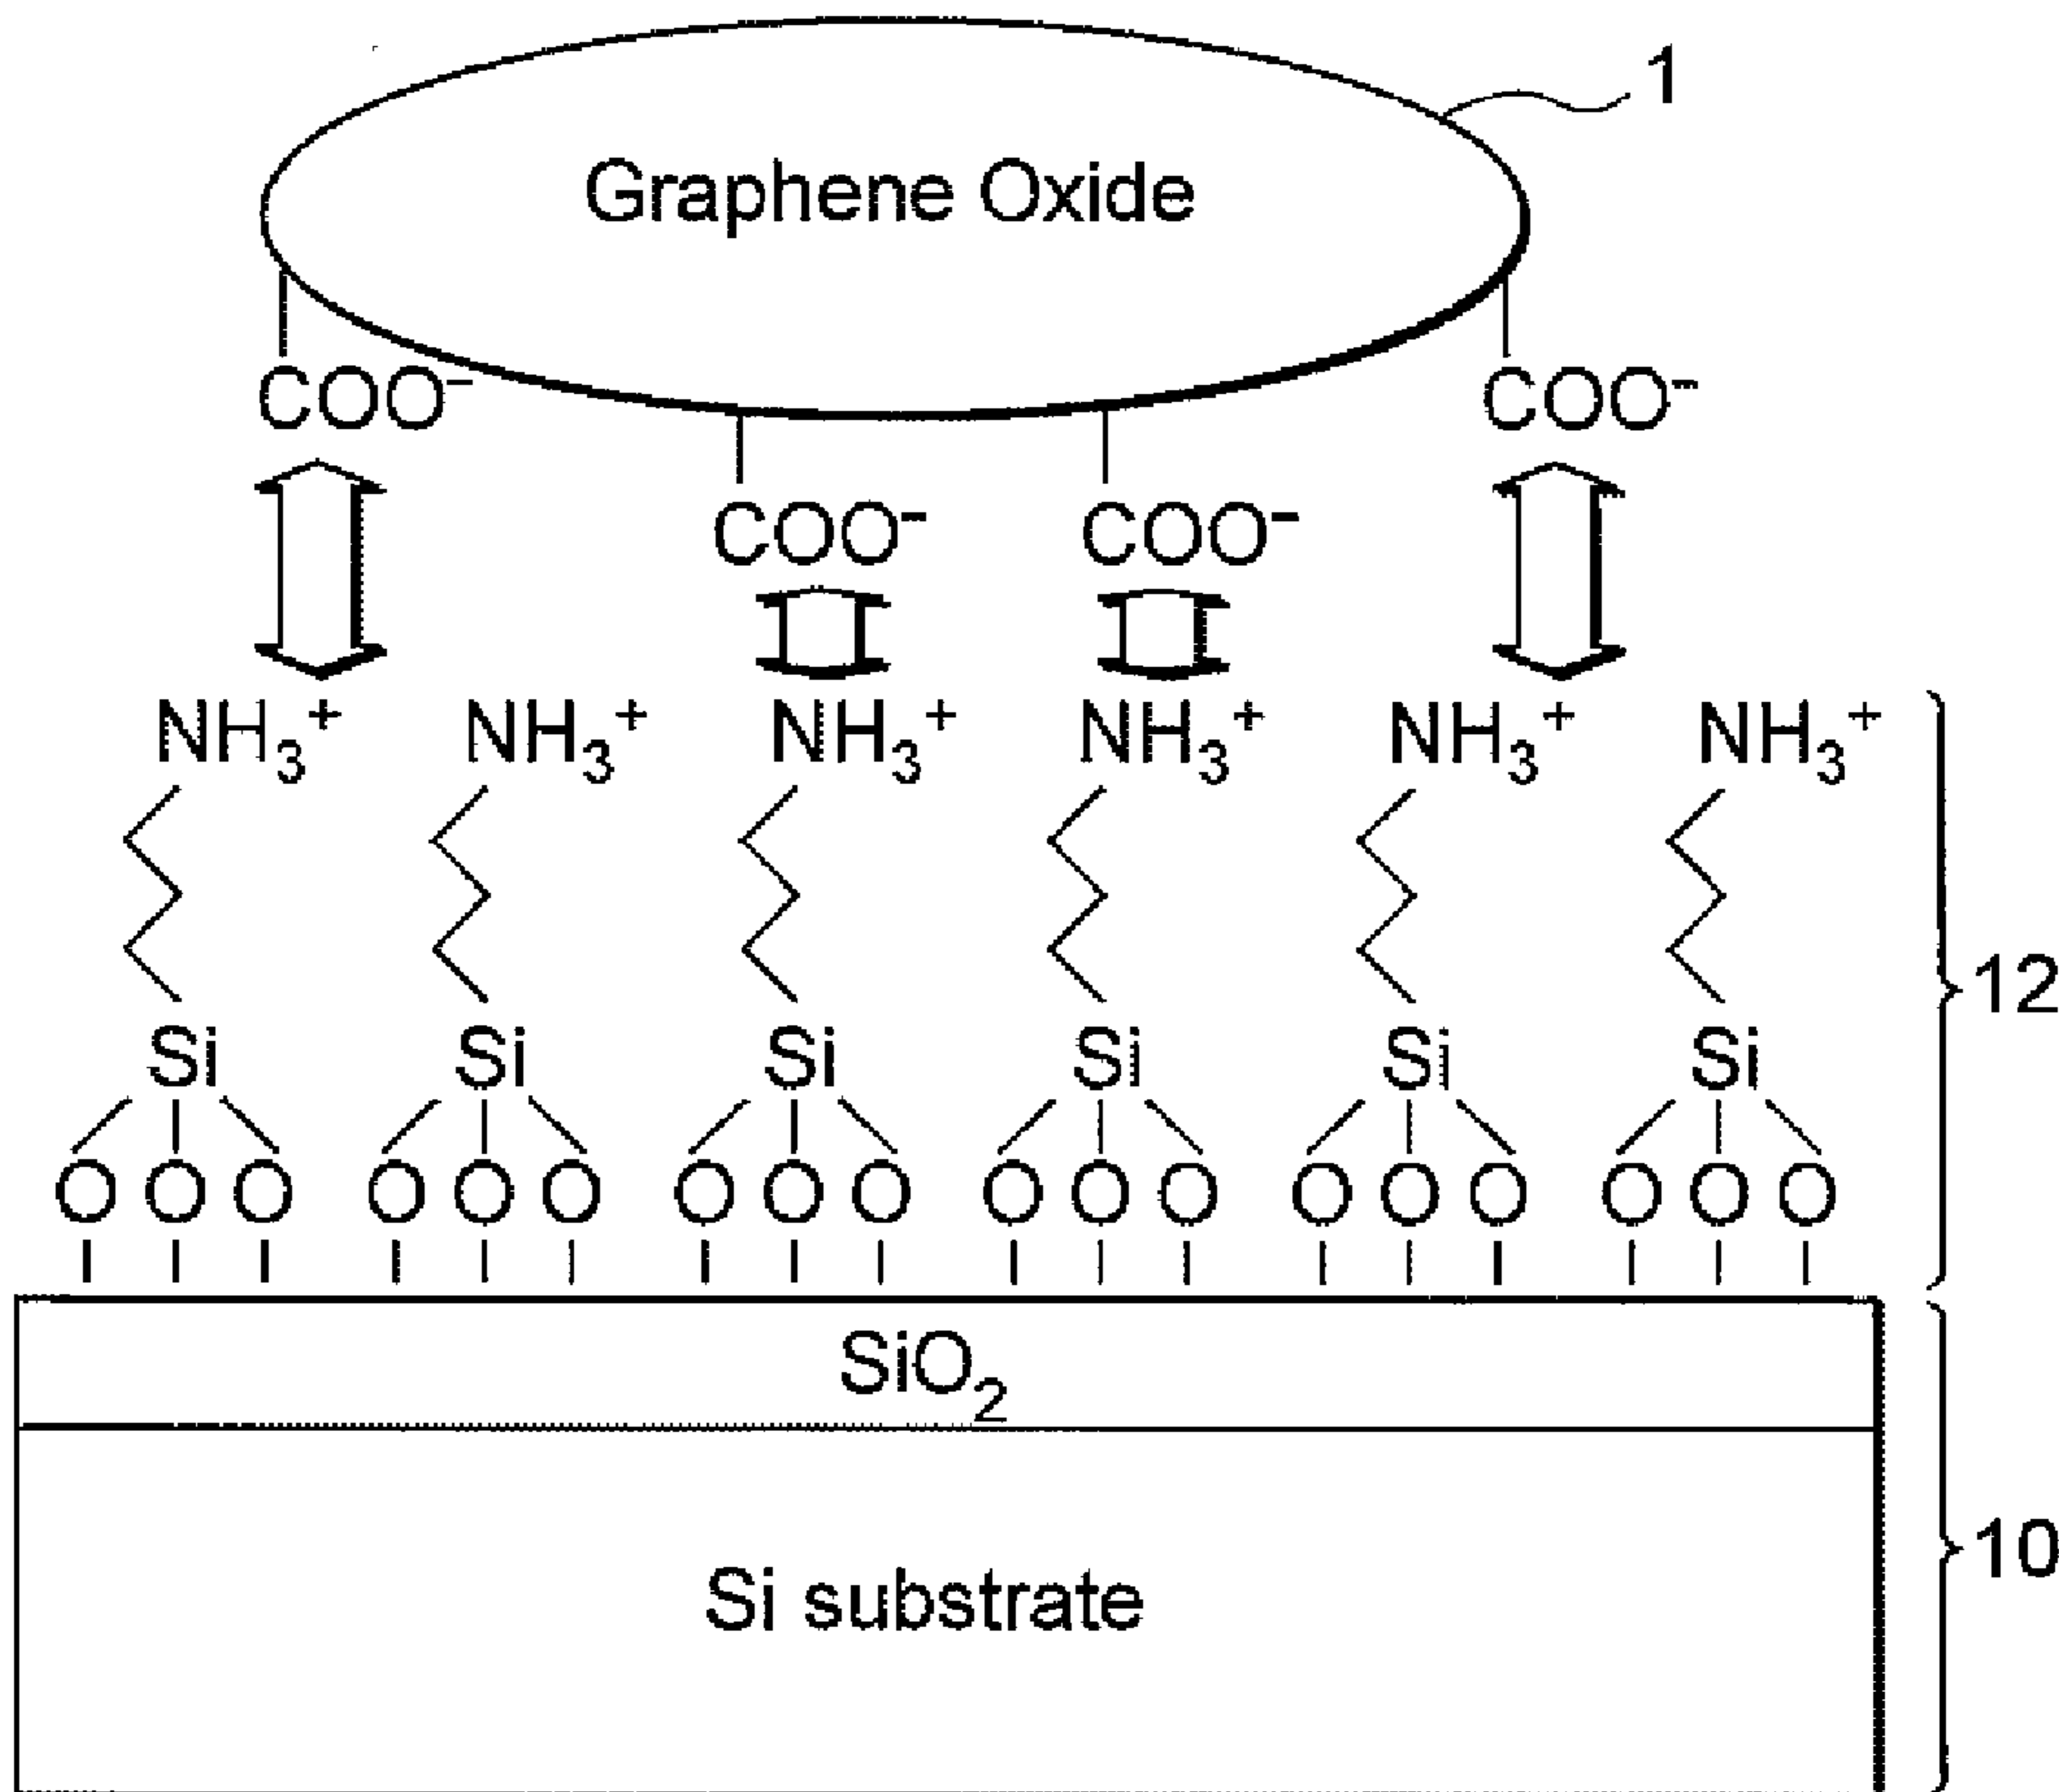 1
Graphene Oxide
COO⁻ COO⁻
COO⁻ COO⁻
NH₃⁺ NH₃⁺ NH₃⁺ NH₃⁺ NH₃⁺ NH₃⁺
12
Si Si Si Si Si Si
O O O O O O O O O O O O O O O O O O
SiO₂
10
Si substrate